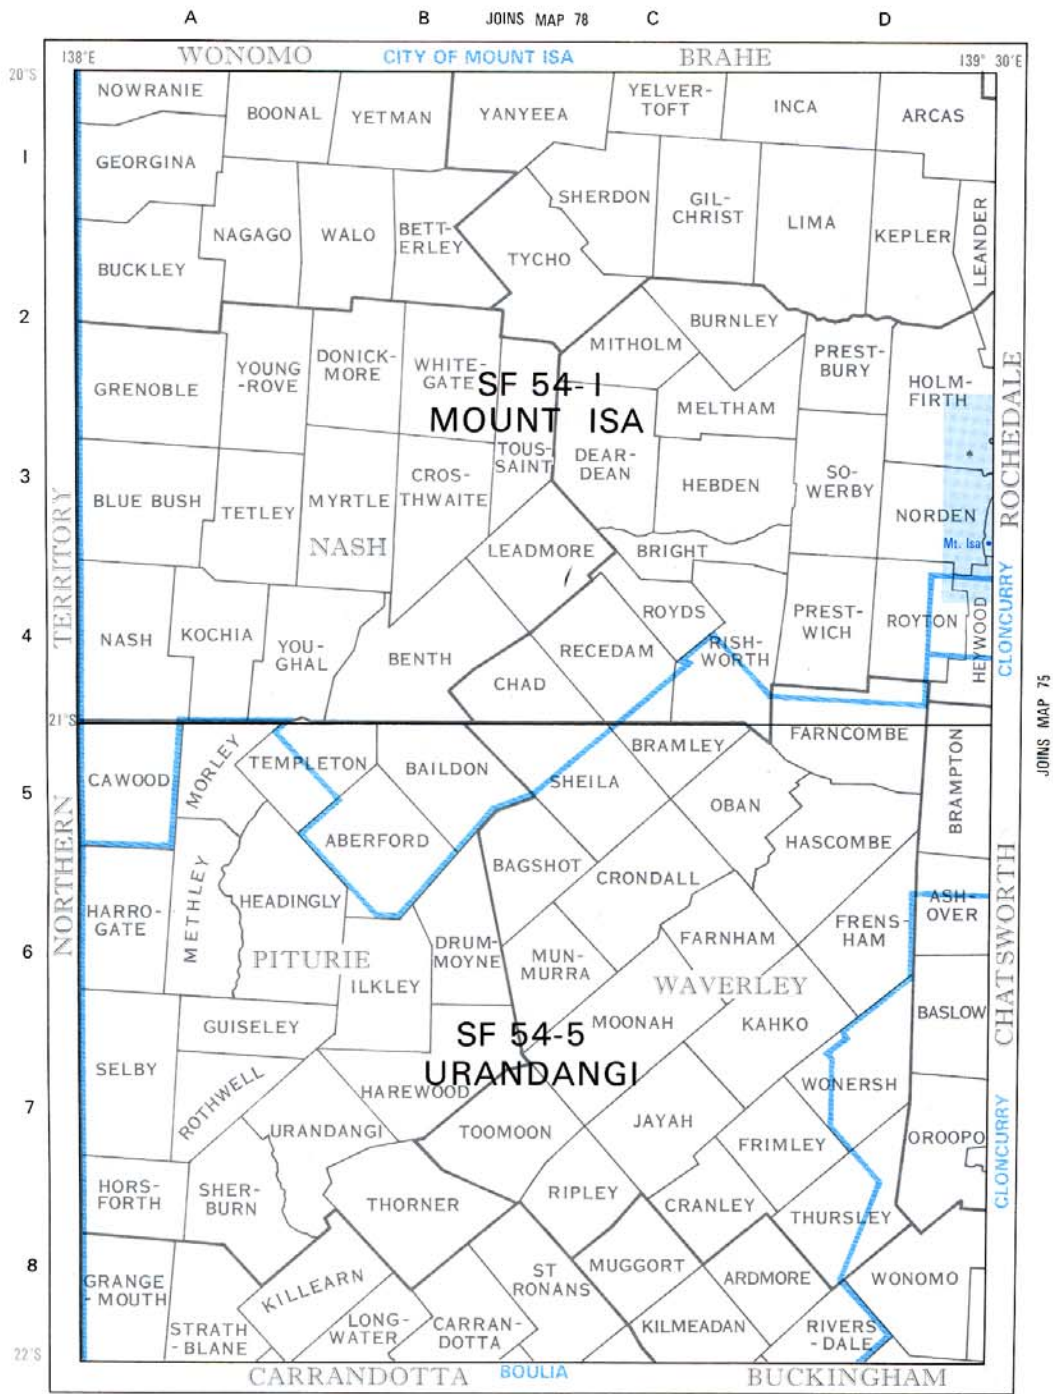 A B JOINS MAP 78 C D
138°E WONOMO CITY OF MOUNT ISA BRAHE 139° 30'E
20°S
NOWRANIE
BOONAL
YETMAN
YANYEEA
YELVER-
TOFT
INCA
ARCAS
1
GEORGINA
SHERDON
GIL-
CHRIST
LIMA
KEPLER
LEANDER
NAGAGO
WALO
BETT-
ERLEY
TYCHO
BUCKLEY
2
BURNLEY
MITHOLM
PREST-
BURY
HOLM-
FIRTH
GRENOBLE
YOUNG
-ROVE
DONICK-
MORE
WHITE-
GATE
SF 54-1
MOUNT ISA
MELTHAM
ROCHEDALE
3
BLUE BUSH
TETLEY
MYRTLE
CROS-
THWAITE
TOUS-
SAINT
DEAR-
DEAN
HEBDEN
SO-
WERBY
NORDEN
Mt. Isa
NASH
LEADMORE
BRIGHT
TERRITORY
4
NASH
KOCHIA
YOU-
GHAL
BENTH
CHAD
RECEDAM
ROYDS
RISH-
WORTH
PREST-
WICH
ROYTON
HEYWOOD
CLONCURRY
JOINS MAP 75
21°S
5
CAWOOD
MORLEY
TEMPLETON
BAILDON
SHEILA
BRAMLEY
FARNCOMBE
BRAMPTON
ABERFORD
OBAN
HASCOMBE
BAGSHOT
CRONDALL
NORTHERN
6
HARRO-
GATE
METHLEY
HEADINGLY
PITURIE
ILKLEY
DRUM-
MOYNE
MUN-
MURRA
FARNHAM
WAVERLEY
FRENS-
HAM
ASH-
OVER
CHATSWORTH
GUISELEY
SF 54-5
URANDANGI
MOONAH
KAHKO
BASLOW
7
SELBY
ROTHWELL
HAREWOOD
URANDANGI
TOOMOON
JAYAH
WONERSH
FRIMLEY
OROOPO
CLONCURRY
HORS-
FORTH
SHER-
BURN
THORNER
RIPLEY
CRANLEY
THURSLEY
8
GRANGE
-MOUTH
STRATH
-BLANE
KILLEARN
LONG-
WATER
CARRAN-
DOTTA
ST
RONANS
MUGGORT
KILMEADAN
ARDMORE
RIVERS
-DALE
WONOMO
22°S
CARRANDOTTA BOULIA BUCKINGHAM